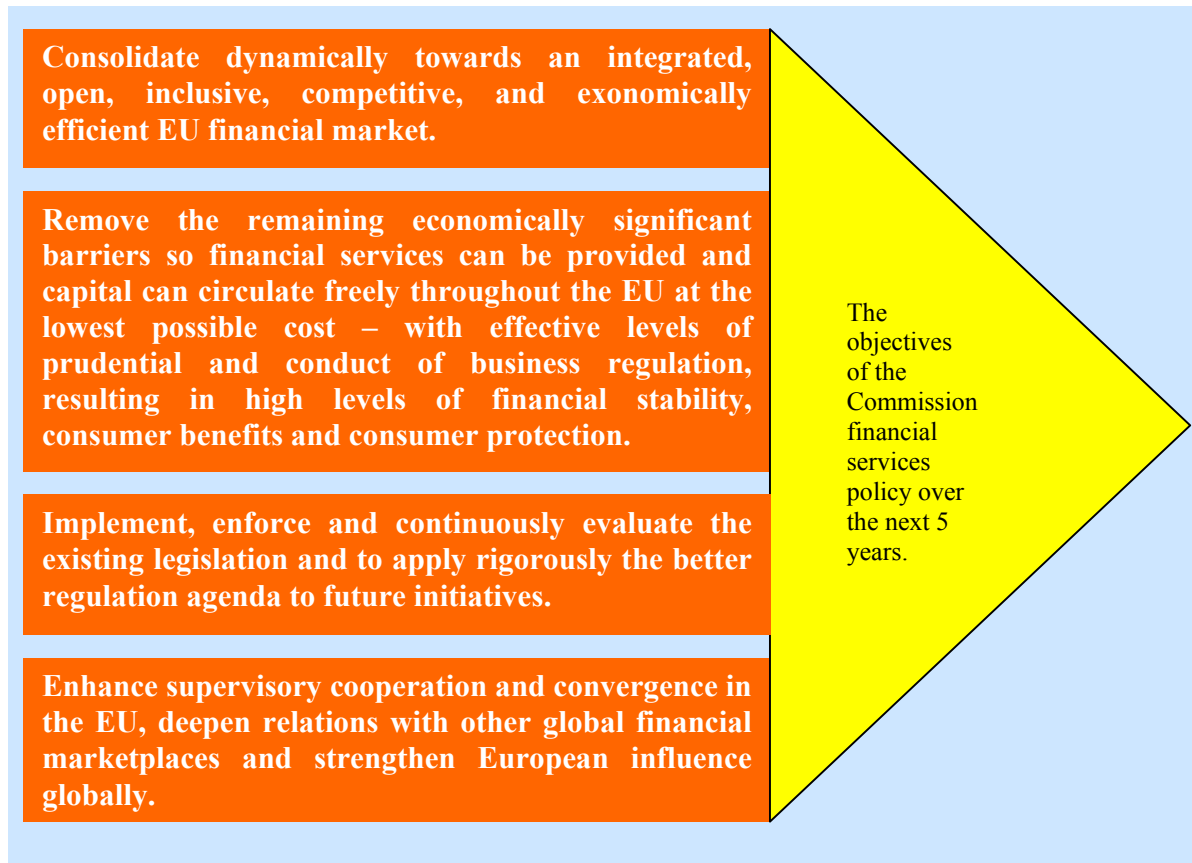 Consolidate dynamically towards an integrated,
open, inclusive, competitive, and exonomically
efficient EU financial market.
Remove the remaining economically significant
barriers so financial services can be provided and
capital can circulate freely throughout the EU at the
lowest possible cost – with effective levels of
prudential and conduct of business regulation,
resulting in high levels of financial stability,
consumer benefits and consumer protection.
Implement, enforce and continuously evaluate the
existing legislation and to apply rigorously the better
regulation agenda to future initiatives.
Enhance supervisory cooperation and convergence in
the EU, deepen relations with other global financial
marketplaces and strengthen European influence
globally.
The
objectives
of the
Commission
financial
services
policy over
the next 5
years.